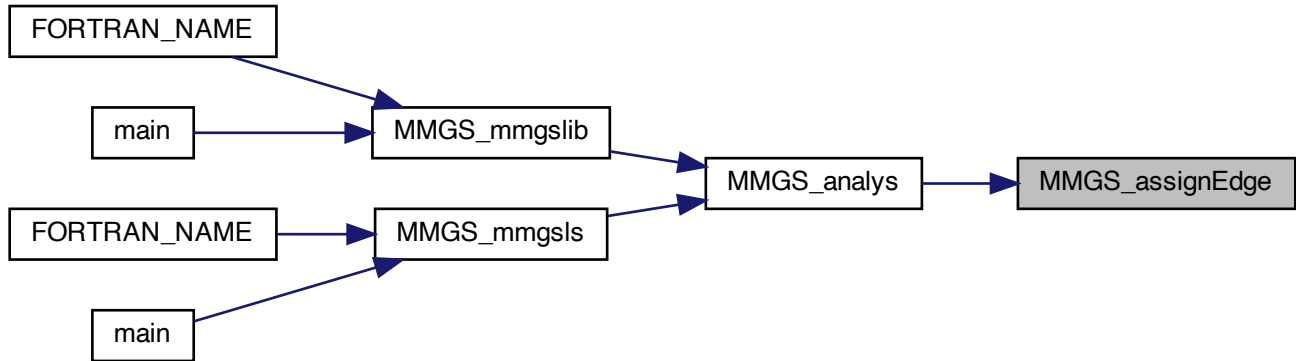 FORTRAN_NAME
main
MMGS_mmgslib
MMGS_analys
MMGS_assignEdge
FORTRAN_NAME
MMGS_mmgsls
main